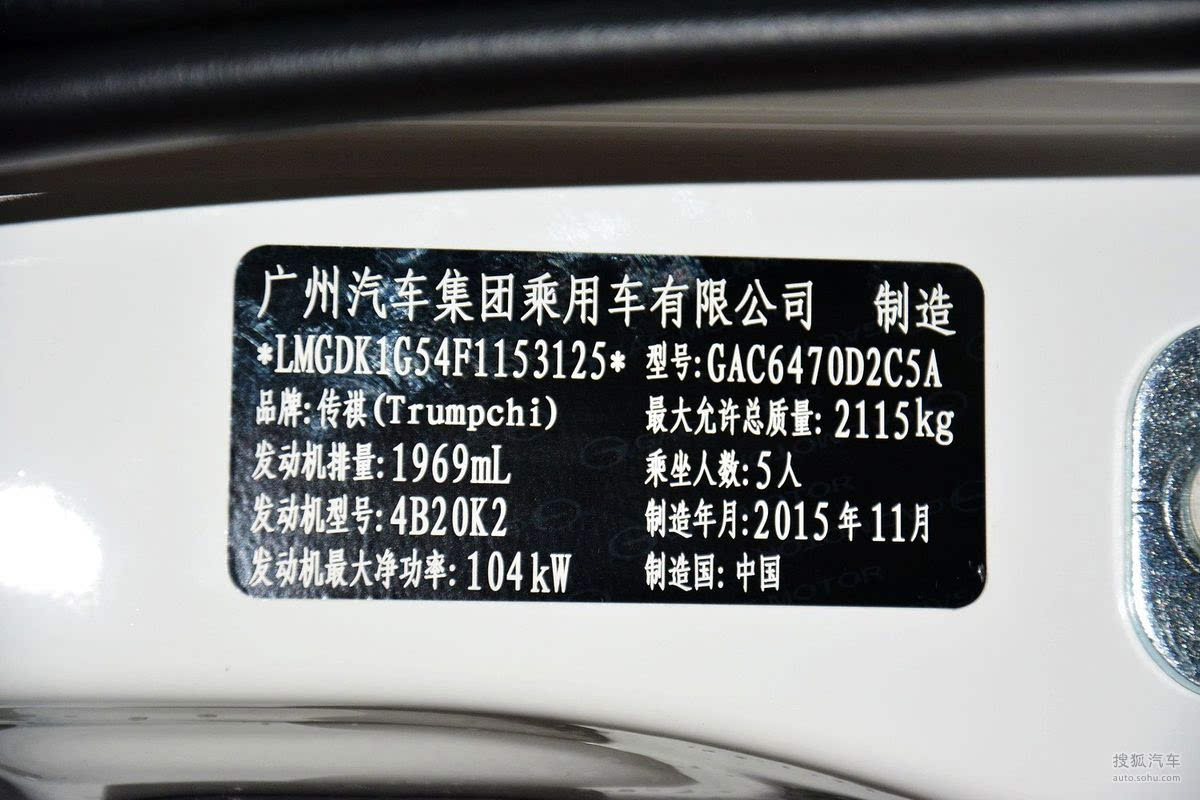 广州汽车集团乘用车有限公司 制造
*LMGDK1G54F1153125* 型号:GAC6470D2C5A
品牌:传祺(Trumpchi) 最大允许总质量:2115kg
发动机排量:1969mL 乘坐人数:5人
发动机型号:4B20K2 制造年月:2015年11月
发动机最大净功率:104kW 制造国:中国
搜狐汽车
auto.sohu.com